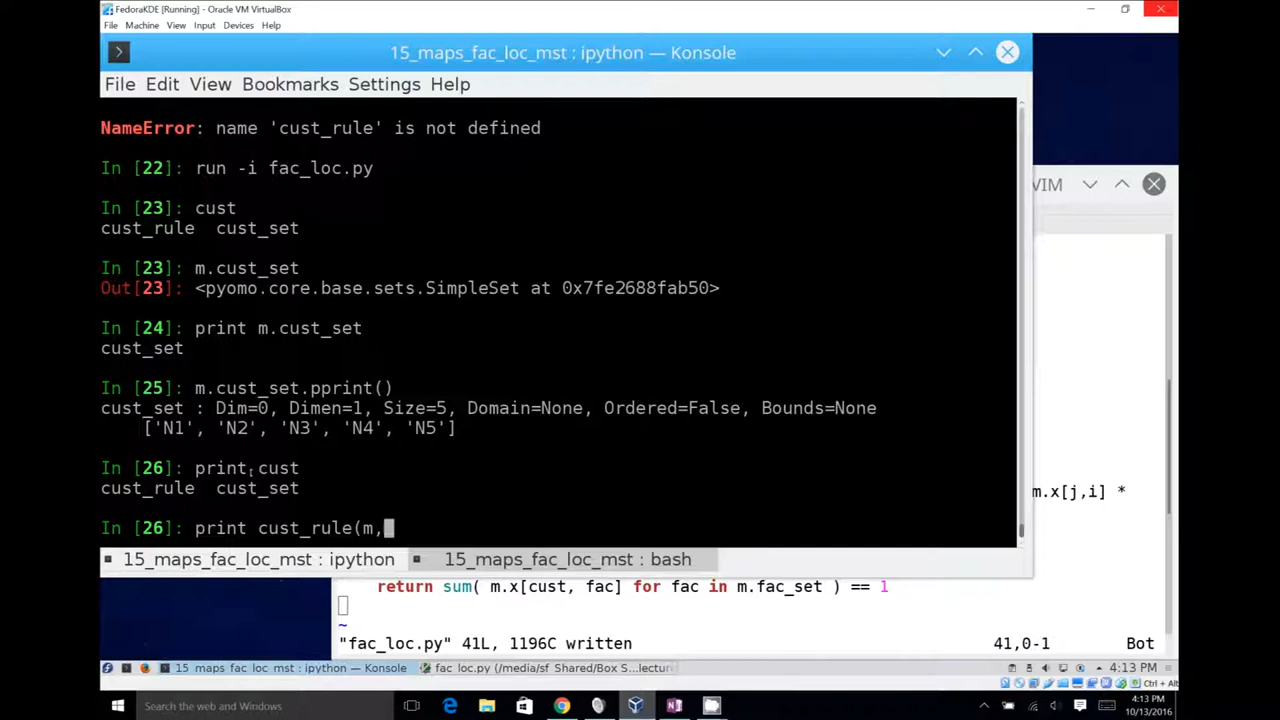 FedoraKDE [Running] - Oracle VM VirtualBox
File Machine View Input Devices Help
15_maps_fac_loc_mst : ipython — Konsole
File Edit View Bookmarks Settings Help
NameError: name 'cust_rule' is not defined
In [22]: run -i fac_loc.py
In [23]: cust
cust_rule cust_set
In [23]: m.cust_set
Out[23]: <pyomo.core.base.sets.SimpleSet at 0x7fe2688fab50>
In [24]: print m.cust_set
cust_set
In [25]: m.cust_set.pprint()
cust_set : Dim=0, Dimen=1, Size=5, Domain=None, Ordered=False, Bounds=None
['N1', 'N2', 'N3', 'N4', 'N5']
In [26]: print cust
cust_rule cust_set
In [26]: print cust_rule(m,
VIM
m.x[j,i] *
15_maps_fac_loc_mst : ipython
15_maps_fac_loc_mst : bash
return sum( m.x[cust, fac] for fac in m.fac_set ) == 1
~
"fac_loc.py" 41L, 1196C written 41,0-1 Bot
15_maps_fac_loc_mst : ipython — Konsole
fac_loc.py (/media/sf_Shared/Box S...lectur
4:13 PM
Ctrl + Alt
Search the web and Windows
4:13 PM
10/13/2016